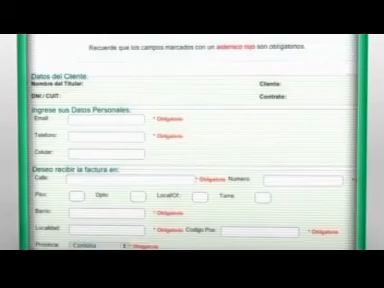 Recuerde que los campos marcados con un asterisco rojo son obligatorios.
Datos del Cliente:
Nombre del Titular: Cliente:
DNI / CUIT: Contrato:
Ingrese sus Datos Personales:
Email: * Obligatorio
Telefono: * Obligatorio
Celular:
Deseo recibir la factura en:
Calle: * Obligatorio Numero: *
Piso: Dpto: Local/Of.: Torre:
Barrio: * Obligatorio
Localidad: * Obligatorio Codigo Pos: * Obligatorio
Provincia: Cordoba * Obligatorio